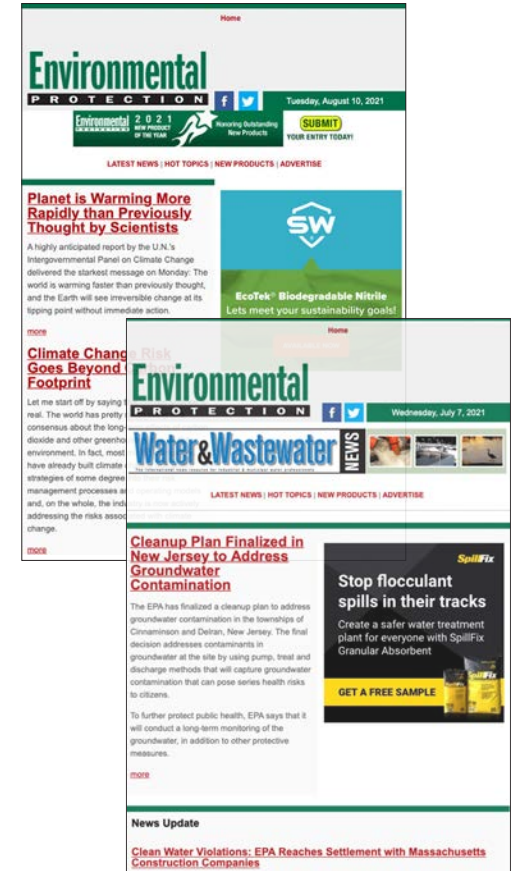 Home
Environmental
PROTECTION
Tuesday, August 10, 2021
Environmental
PROTECTION
2021
NEW PRODUCT
OF THE YEAR
Honoring Outstanding
New Products
SUBMIT
YOUR ENTRY TODAY!
LATEST NEWS | HOT TOPICS | NEW PRODUCTS | ADVERTISE
Planet is Warming More
Rapidly than Previously
Thought by Scientists
A highly anticipated report by the U.N.'s
Intergovernmental Panel on Climate Change
delivered the starkest message on Monday: The
world is warming faster than previously thought,
and the Earth will see irreversible change at its
tipping point without immediate action.
more
SW
EcoTek® Biodegradable Nitrile
Lets meet your sustainability goals!
Climate Change Risk
Goes Beyond Carbon
Footprint
Let me start off by saying
real. The world has pretty
consensus about the long-
dioxide and other greenho
environment. In fact, most
have already built climate
strategies of some degree
management processes a
and, on the whole, the ind
addressing the risks assoc
change.
more
Home
Environmental
PROTECTION
Wednesday, July 7, 2021
Water&Wastewater
NEWS
LATEST NEWS | HOT TOPICS | NEW PRODUCTS | ADVERTISE
Cleanup Plan Finalized in
New Jersey to Address
Groundwater
Contamination
The EPA has finalized a cleanup plan to address
groundwater contamination in the townships of
Cinnaminson and Delran, New Jersey. The final
decision addresses contaminants in
groundwater at the site by using pump, treat and
discharge methods that will capture groundwater
contamination that can pose series health risks
to citizens.
To further protect public health, EPA says that it
will conduct a long-term monitoring of the
groundwater, in addition to other protective
measures.
more
SpillFix
Stop flocculant
spills in their tracks
Create a safer water treatment
plant for everyone with SpillFix
Granular Absorbent
GET A FREE SAMPLE
News Update
Clean Water Violations: EPA Reaches Settlement with Massachusetts
Construction Companies